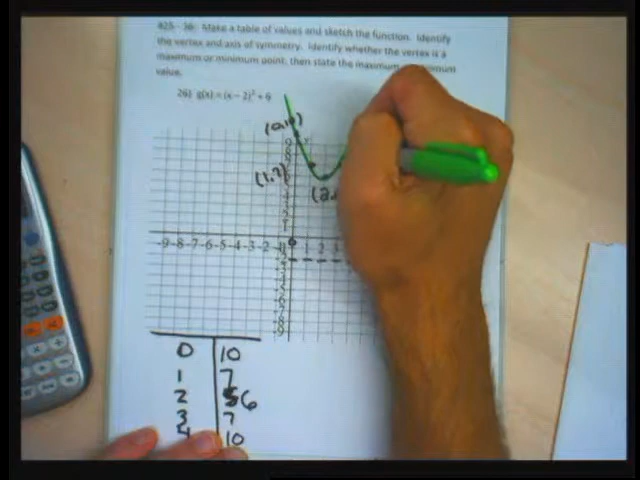 #25 - 36: Make a table of values and sketch the function. Identify
the vertex and axis of symmetry. Identify whether the vertex is a
maximum or minimum point, then state the maximum or minimum
value.
26) g(x) = (x - 2)² + 6
(0,10)
(1,7)
(2,
-9 -8 -7 -6 -5 -4 -3 -2 -1 0 1 2 3
0 10
1 7
2 6
3 7
4 10